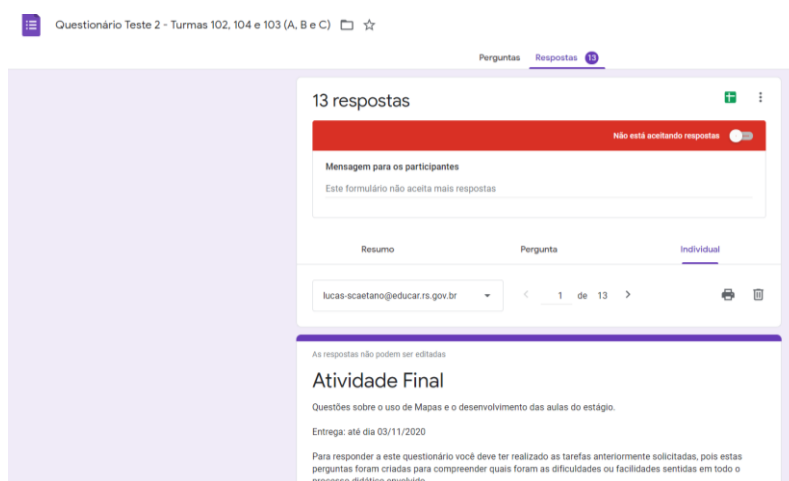 Questionário Teste 2 - Turmas 102, 104 e 103 (A, B e C)
Perguntas Respostas 13
13 respostas
Não está aceitando respostas
Mensagem para os participantes
Este formulário não aceita mais respostas
Resumo Pergunta Individual
lucas-scaetano@educar.rs.gov.br 1 de 13
As respostas não podem ser editadas
Atividade Final
Questões sobre o uso de Mapas e o desenvolvimento das aulas do estágio.
Entrega: até dia 03/11/2020
Para responder a este questionário você deve ter realizado as tarefas anteriormente solicitadas, pois estas
perguntas foram criadas para compreender quais foram as dificuldades ou facilidades sentidas em todo o
processo didático envolvido